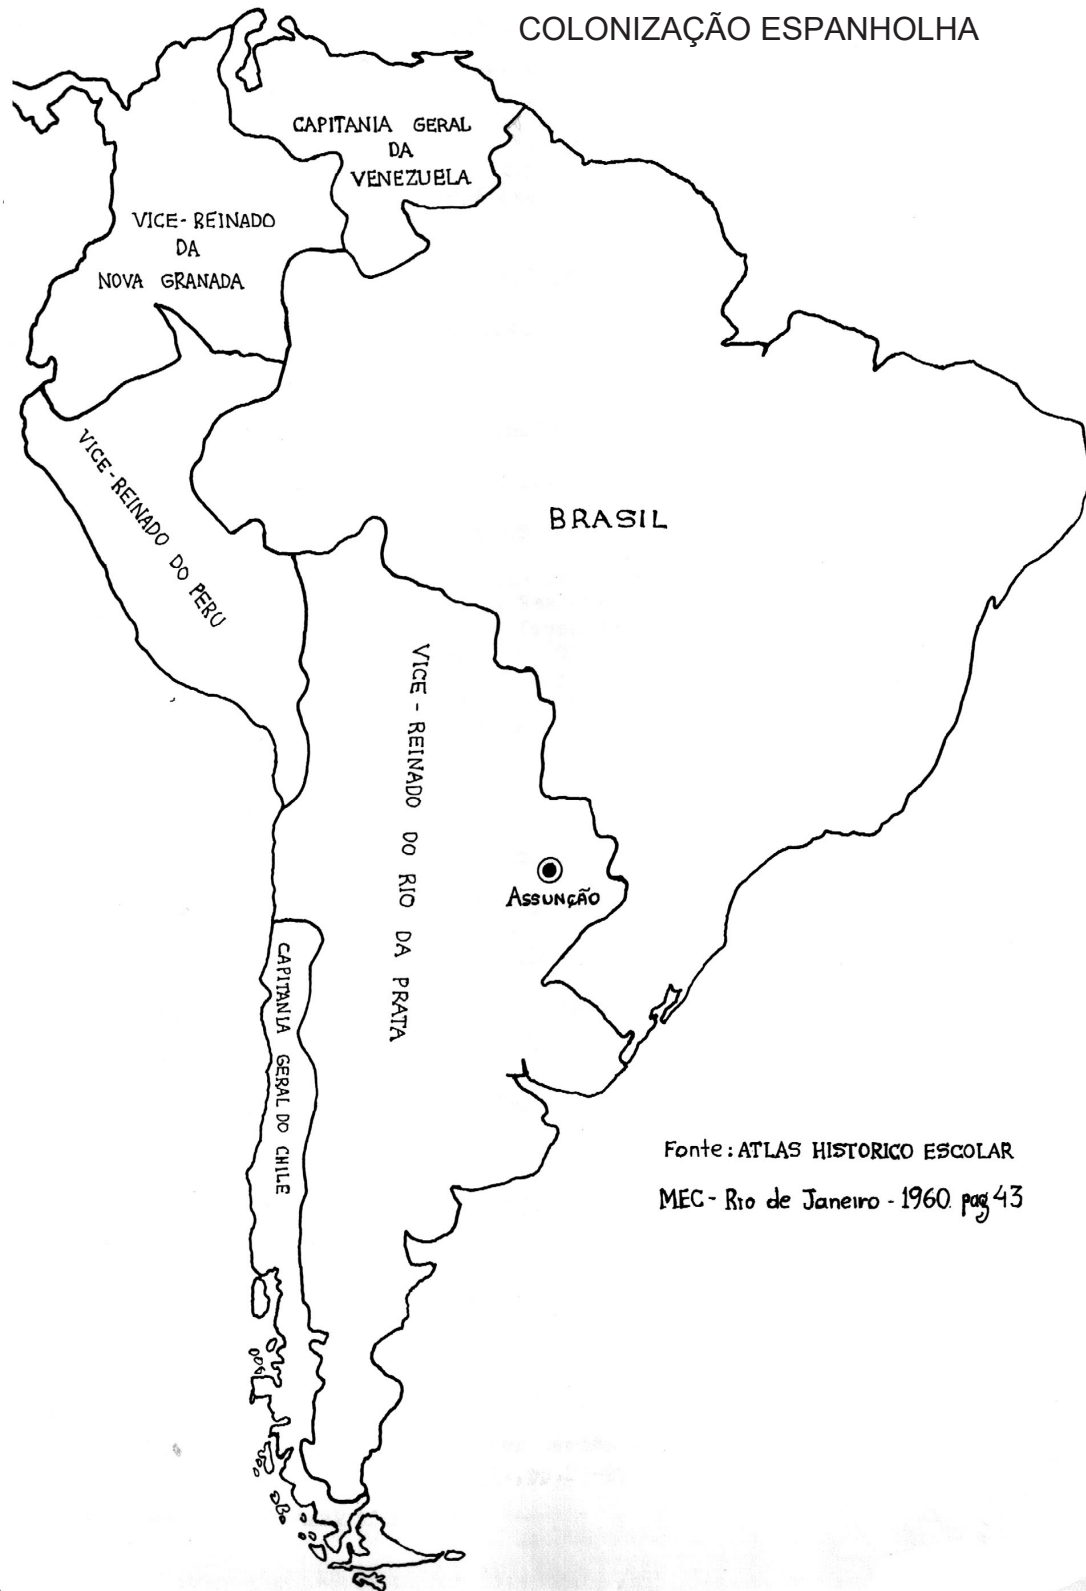 COLONIZAÇÃO ESPANHOLHA
CAPITANIA GERAL
DA
VENEZUELA
VICE-REINADO
DA
NOVA GRANADA
VICE-REINADO DO PERU
BRASIL
VICE-REINADO DO RIO DA PRATA
ASSUNÇÃO
CAPITANIA GERAL DO CHILE
Fonte: ATLAS HISTORICO ESCOLAR
MEC - Rio de Janeiro - 1960. pag 43